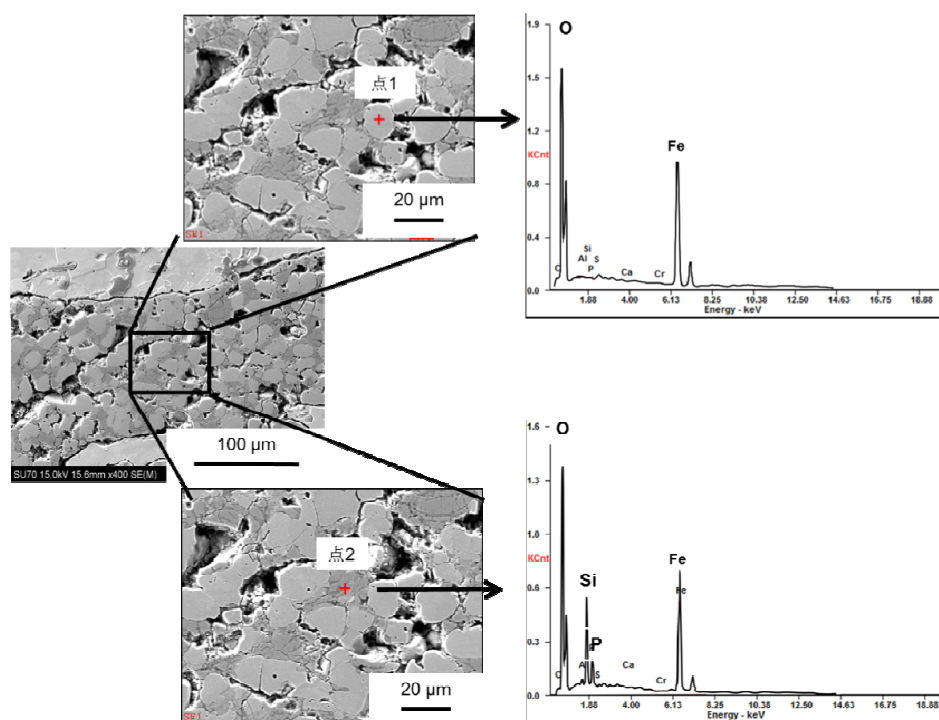 点1
20 μm
SE1
1.9
O
1.5
1.2
KCnt
Fe
0.8
0.4
Si
C
Al
P
S
Ca
Cr
0.0
1.88
4.00
6.13
8.25
10.38
12.50
14.63
16.75
18.88
Energy - keV
100 μm
SU70 15.0kV 15.6mm x400 SE(M)
点2
20 μm
SE1
1.6
O
1.3
1.0
KCnt
Fe
0.6
Si
Fe
0.3
P
C
A
S
Ca
Cr
0.0
1.88
4.00
6.13
8.25
10.38
12.50
14.63
16.75
18.88
Energy - keV